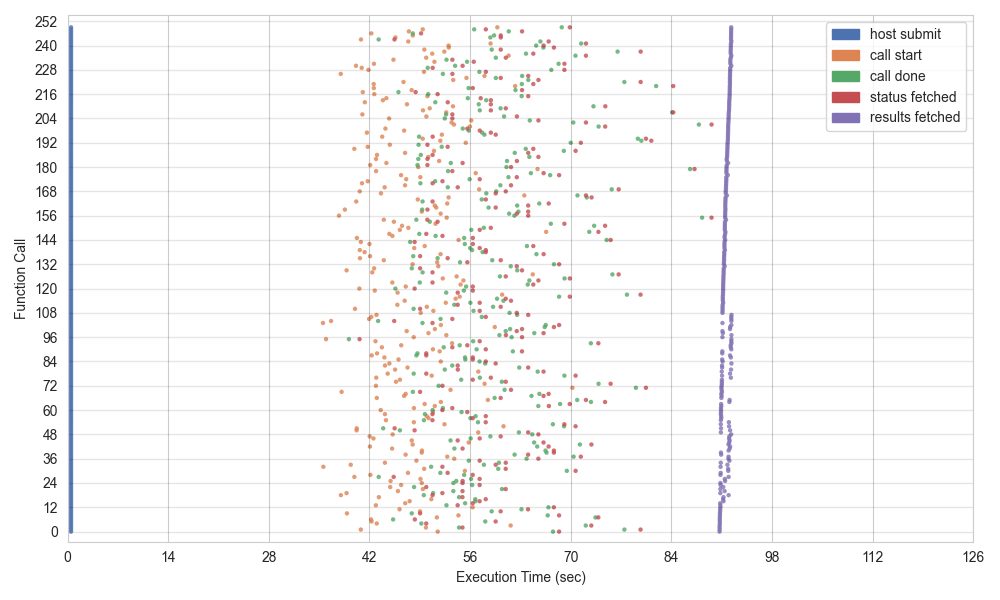 252
240
228
216
204
192
180
168
156
144
132
120
108
96
84
72
60
48
36
24
12
0
Function Call
0 14 28 42 56 70 84 98 112 126
Execution Time (sec)
host submit
call start
call done
status fetched
results fetched